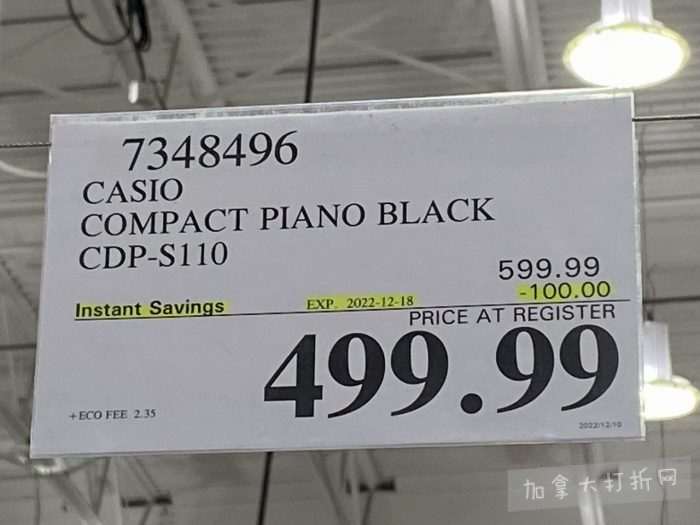 7348496
CASIO
COMPACT PIANO BLACK
CDP-S110
599.99
Instant Savings EXP. 2022-12-18 -100.00
PRICE AT REGISTER
499.99
+ECO FEE 2.35
2022/12/10
加拿大打折网